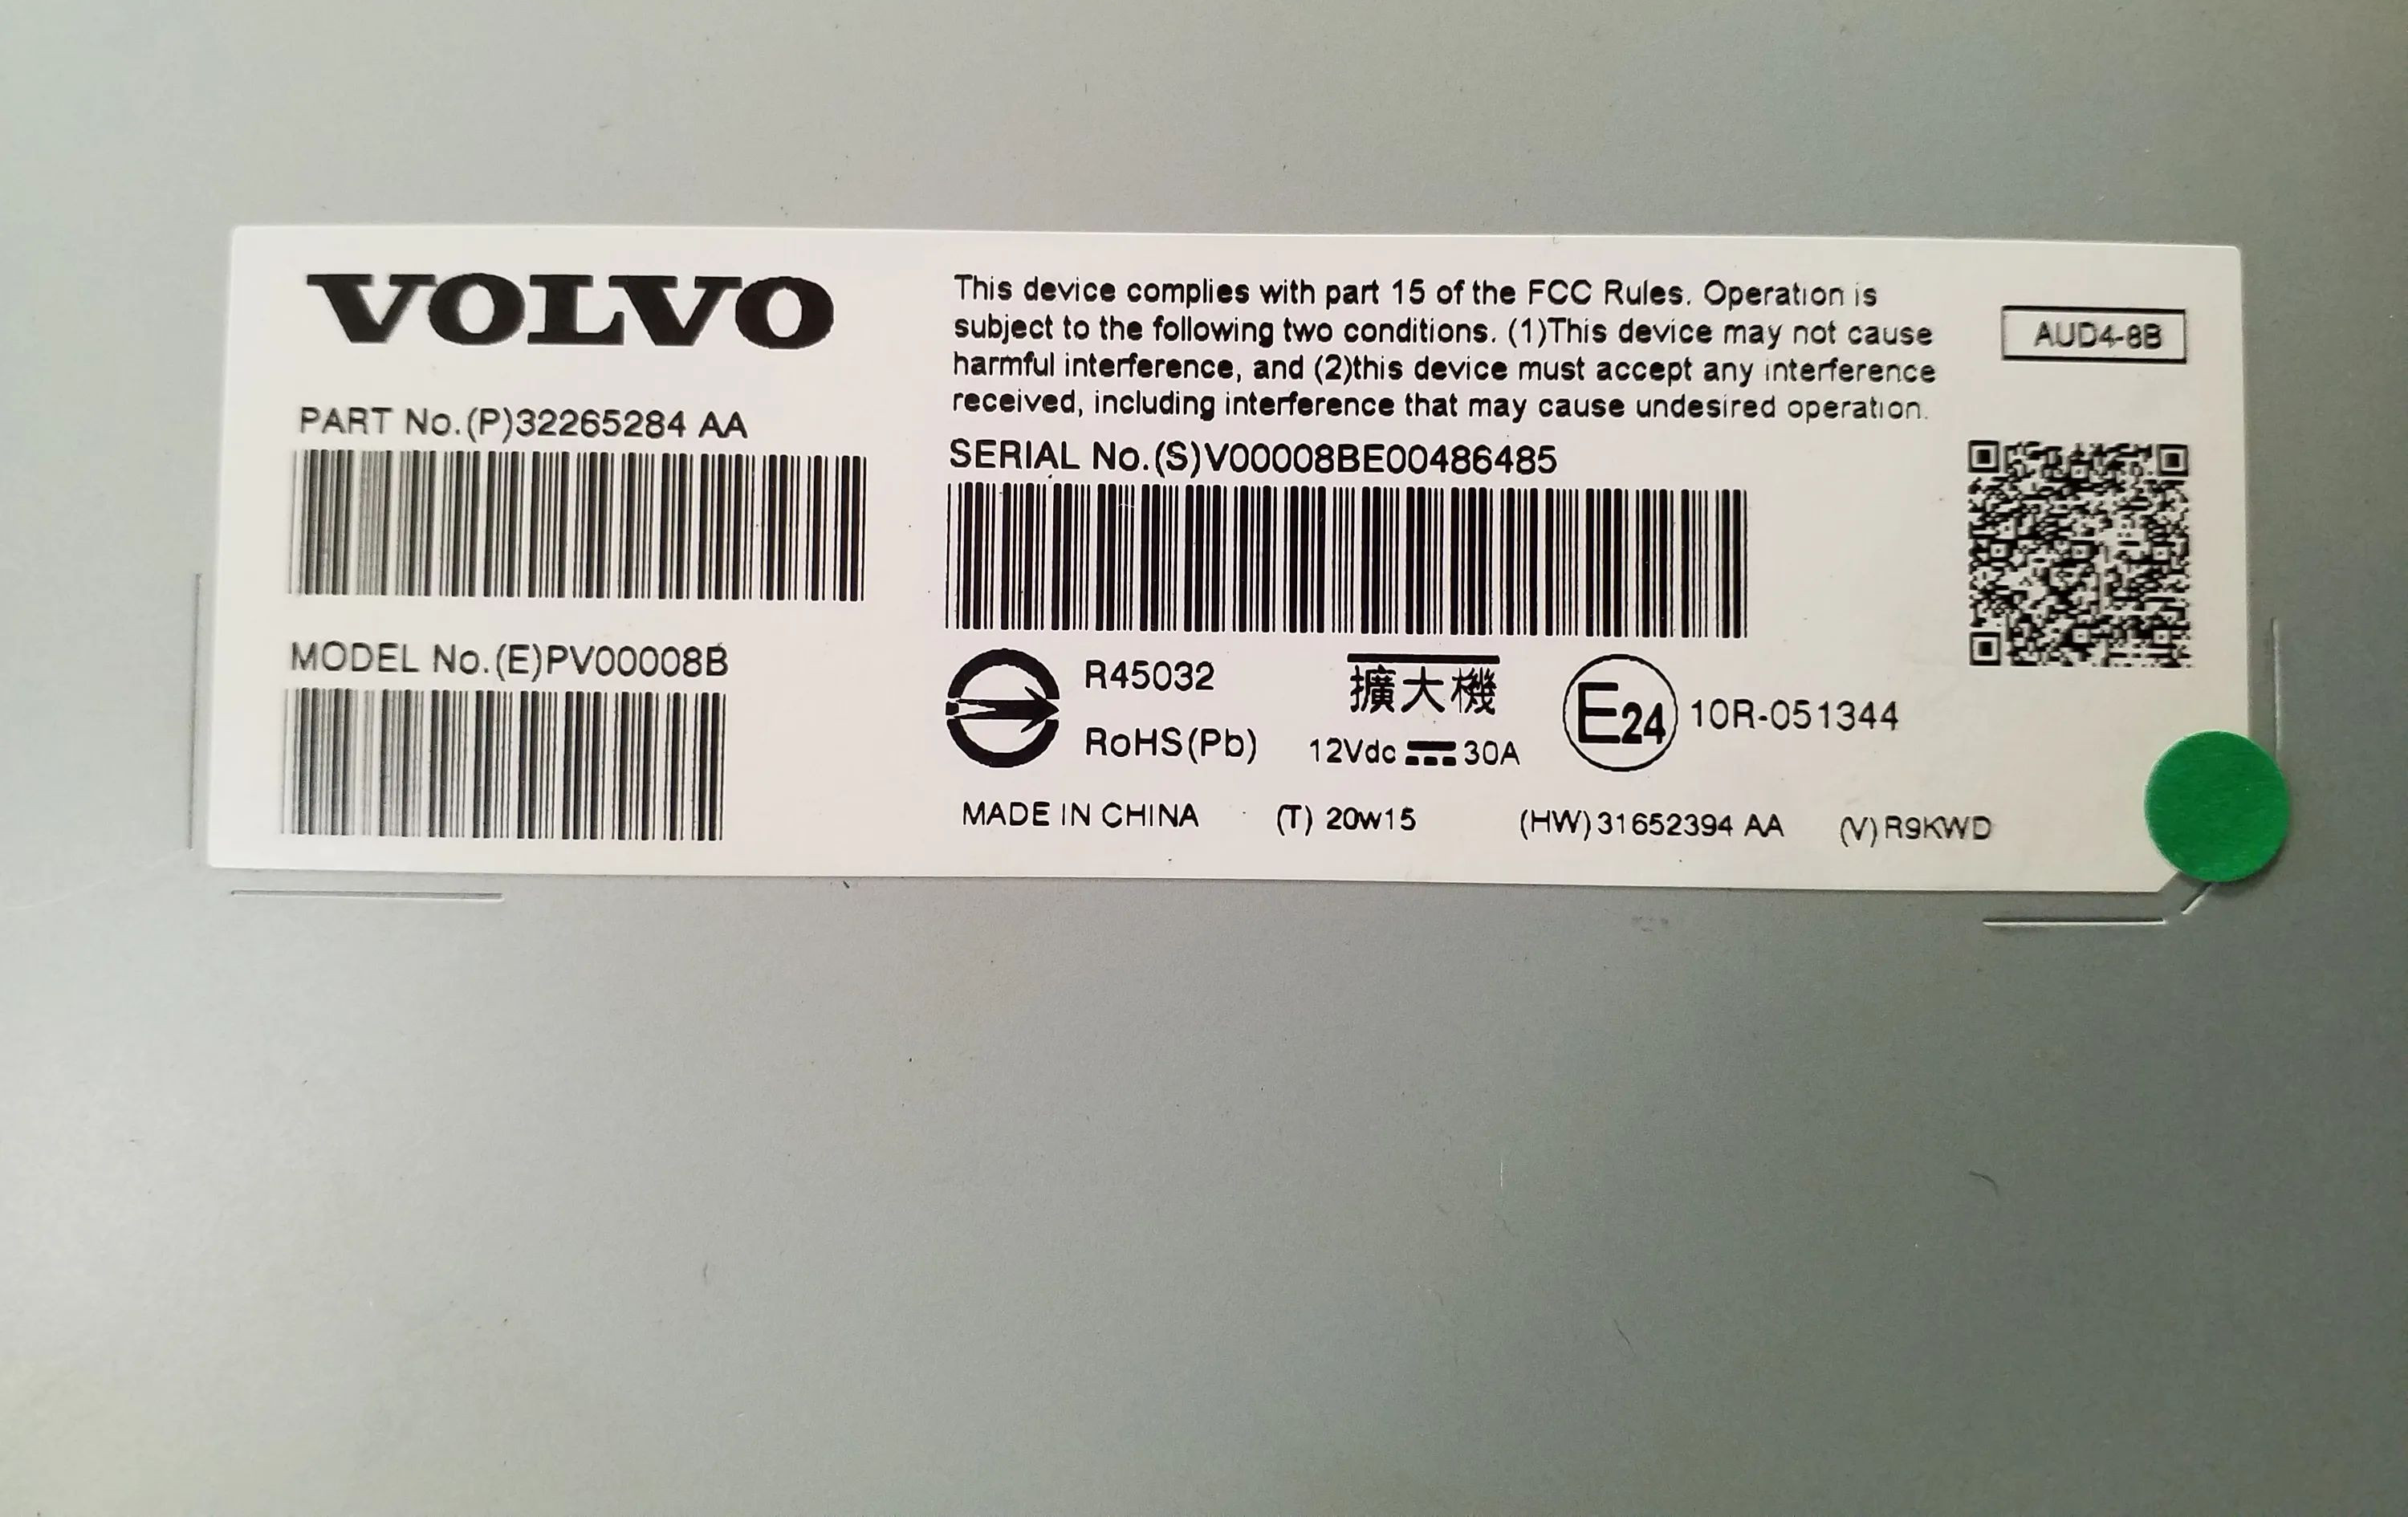 VOLVO
PART No.(P)32265284 AA
MODEL No.(E)PV00008B
This device complies with part 15 of the FCC Rules. Operation is
subject to the following two conditions. (1)This device may not cause
harmful interference, and (2)this device must accept any interference
received, including interference that may cause undesired operation.
AUD4-8B
SERIAL No.(S)V00008BE00486485
R45032
RoHS(Pb)
擴大機
12Vdc 30A
E24 10R-051344
MADE IN CHINA (T) 20w15 (HW)31652394 AA (V)R9KWD